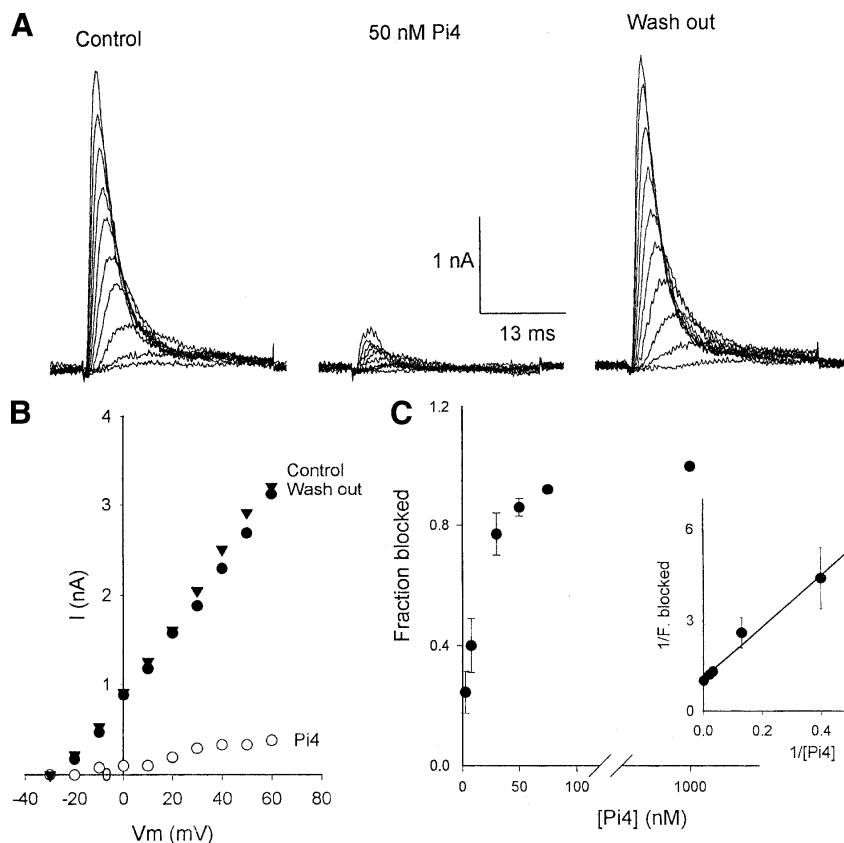 A
Control
50 nM Pi4
Wash out
1 nA
13 ms
B
4
3
2
1
0
I (nA)
Control
Wash out
Pi4
-40 -20 0 20 40 60 80
Vm (mV)
C
1.2
0.8
0.4
0.0
Fraction blocked
0 50 100 1000
[Pi4] (nM)
6
3
0
1/F. blocked
0.0 0.2 0.4
1/[Pi4]